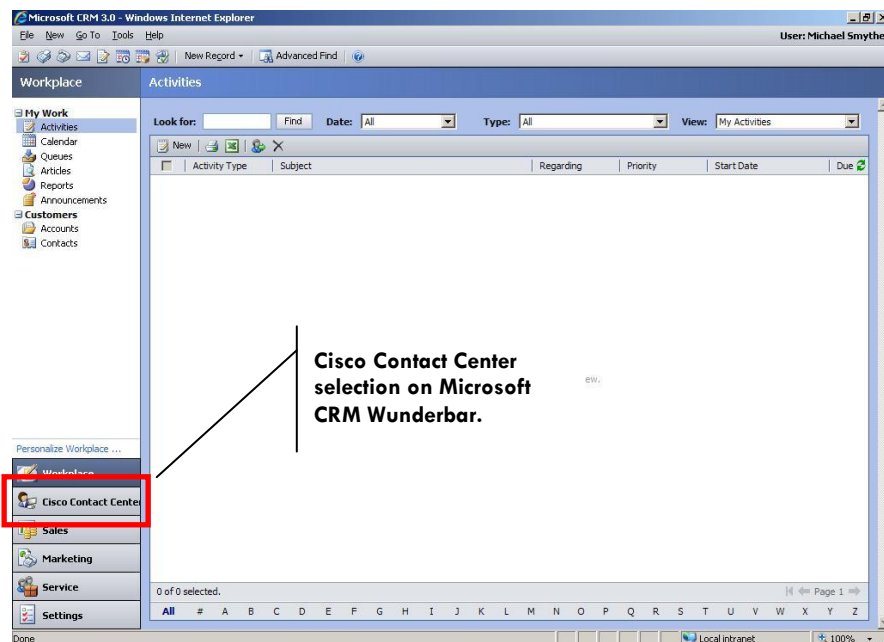 Microsoft CRM 3.0 - Windows Internet Explorer
File New Go To Tools Help
User: Michael Smythe
New Record Advanced Find
Workplace
Activities
My Work
Activities
Calendar
Queues
Articles
Reports
Announcements
Customers
Accounts
Contacts
Look for: Find Date: All Type: All View: My Activities
New
Activity Type Subject Regarding Priority Start Date Due
Cisco Contact Center
selection on Microsoft
CRM Wunderbar.
ew.
Personalize Workplace ...
Workplace
Cisco Contact Cente
Sales
Marketing
Service
Settings
0 of 0 selected.
Page 1
All # A B C D E F G H I J K L M N O P Q R S T U V W X Y Z
Done
Local intranet
100%